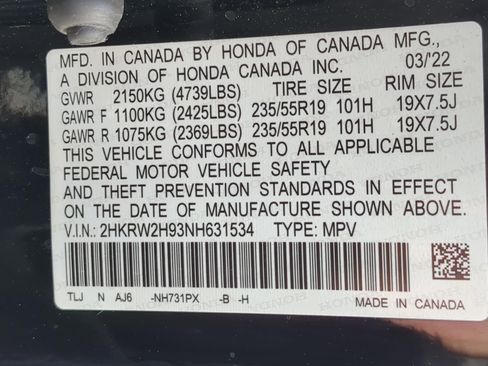 MFD. IN CANADA BY HONDA OF CANADA MFG.,
A DIVISION OF HONDA CANADA INC. 03/'22
GVWR 2150KG (4739LBS) TIRE SIZE RIM SIZE
GAWR F 1100KG (2425LBS) 235/55R19 101H 19X7.5J
GAWR R 1075KG (2369LBS) 235/55R19 101H 19X7.5J
THIS VEHICLE CONFORMS TO ALL APPLICABLE
FEDERAL MOTOR VEHICLE SAFETY
AND THEFT PREVENTION STANDARDS IN EFFECT
ON THE DATE OF MANUFACTURE SHOWN ABOVE.
V.I.N.: 2HKRW2H93NH631534 TYPE: MPV
TLJ N AJ6 -NH731PX -B -H
MADE IN CANADA